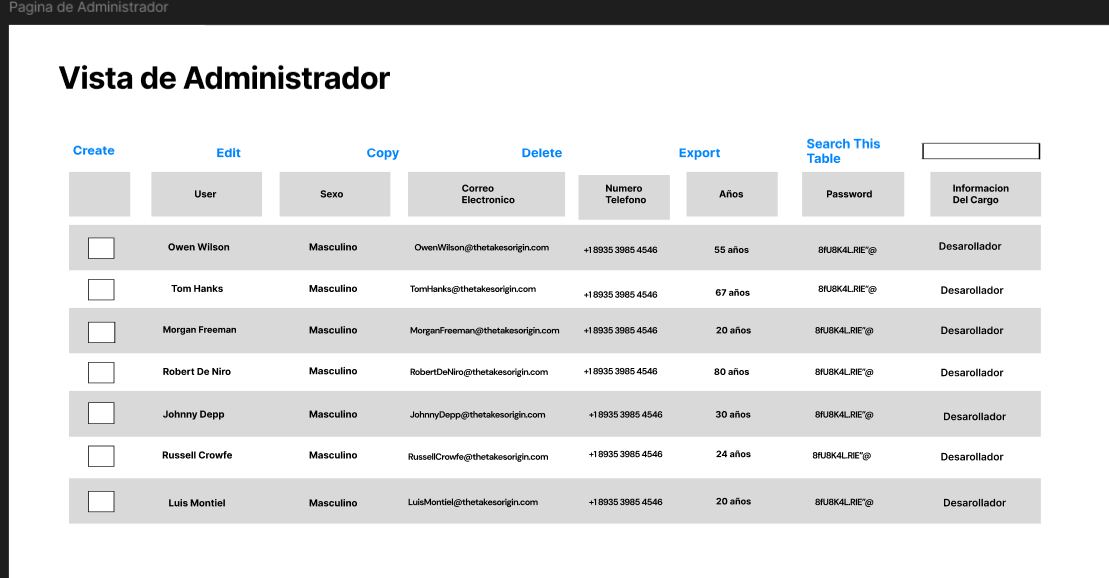 Pagina de Administrador
Vista de Administrador
Create Edit Copy Delete Export Search This
Table
User Sexo Correo
Electronico Numero
Telefono Años Password Informacion
Del Cargo
Owen Wilson Masculino OwenWilson@thetakesorigin.com +1 8935 3985 4546 55 años 8fU8K4L.RIE"@ Desarollador
Tom Hanks Masculino TomHanks@thetakesorigin.com +1 8935 3985 4546 67 años 8fU8K4L.RIE"@ Desarollador
Morgan Freeman Masculino MorganFreeman@thetakesorigin.com +1 8935 3985 4546 20 años 8fU8K4L.RIE"@ Desarollador
Robert De Niro Masculino RobertDeNiro@thetakesorigin.com +1 8935 3985 4546 80 años 8fU8K4L.RIE"@ Desarollador
Johnny Depp Masculino JohnnyDepp@thetakesorigin.com +1 8935 3985 4546 30 años 8fU8K4L.RIE"@ Desarollador
Russell Crowfe Masculino RussellCrowfe@thetakesorigin.com +1 8935 3985 4546 24 años 8fU8K4L.RIE"@ Desarollador
Luis Montiel Masculino LuisMontiel@thetakesorigin.com +1 8935 3985 4546 20 años 8fU8K4L.RIE"@ Desarollador